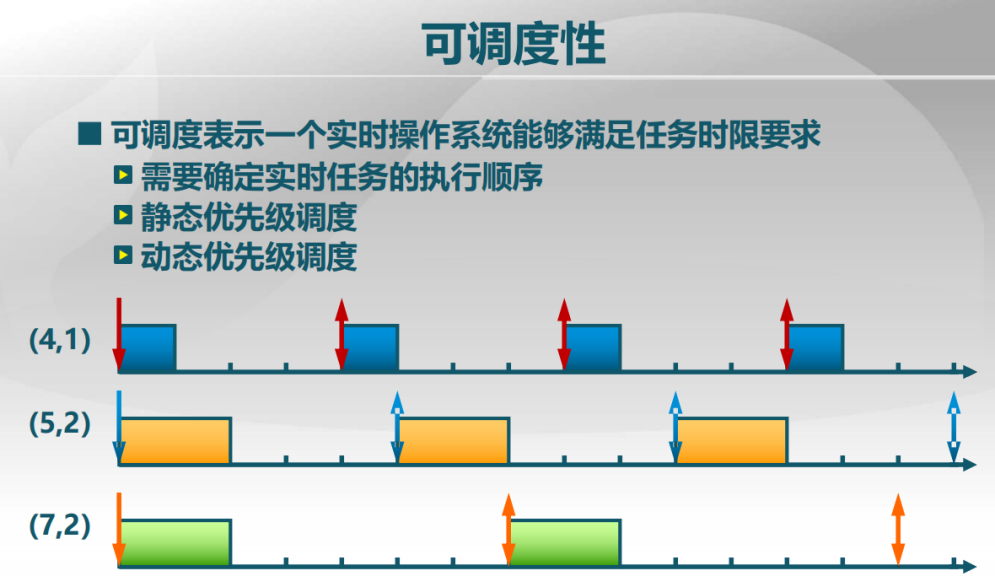 可调度性
可调度表示一个实时操作系统能够满足任务时限要求
需要确定实时任务的执行顺序
静态优先级调度
动态优先级调度
(4,1)
(5,2)
(7,2)